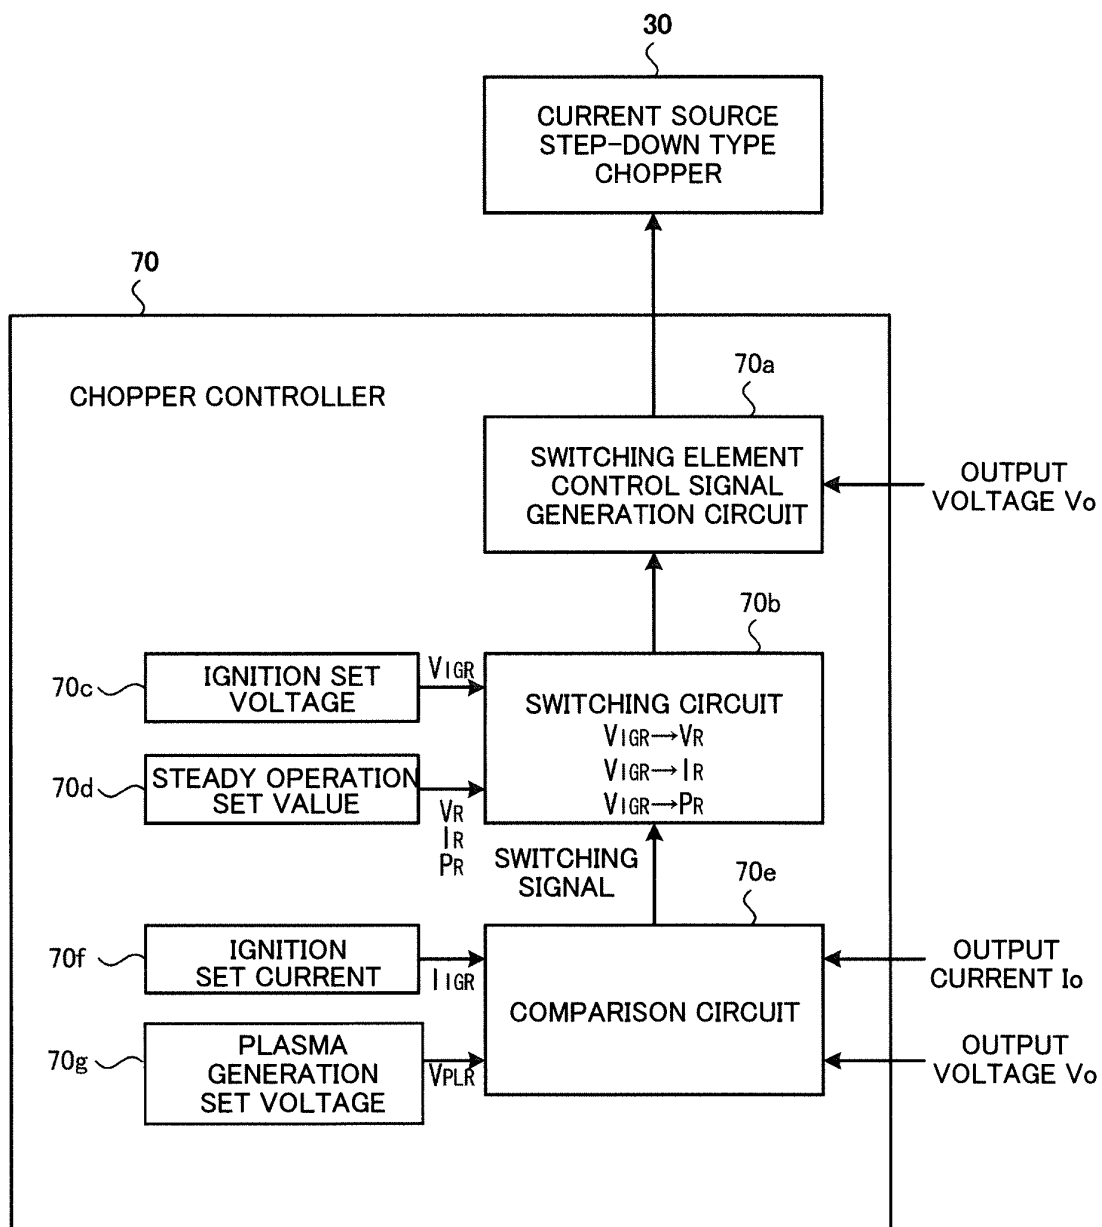 30
CURRENT SOURCE
STEP-DOWN TYPE
CHOPPER
70
CHOPPER CONTROLLER
70a
SWITCHING ELEMENT
CONTROL SIGNAL
GENERATION CIRCUIT
OUTPUT
VOLTAGE Vo
70b
70c
IGNITION SET
VOLTAGE
VIGR
SWITCHING CIRCUIT
VIGR→VR
VIGR→IR
VIGR→PR
70d
STEADY OPERATION
SET VALUE
VR
IR
PR
SWITCHING
SIGNAL
70e
70f
IGNITION
SET CURRENT
IIGR
COMPARISON CIRCUIT
OUTPUT
CURRENT Io
70g
PLASMA
GENERATION
SET VOLTAGE
VPLR
OUTPUT
VOLTAGE Vo